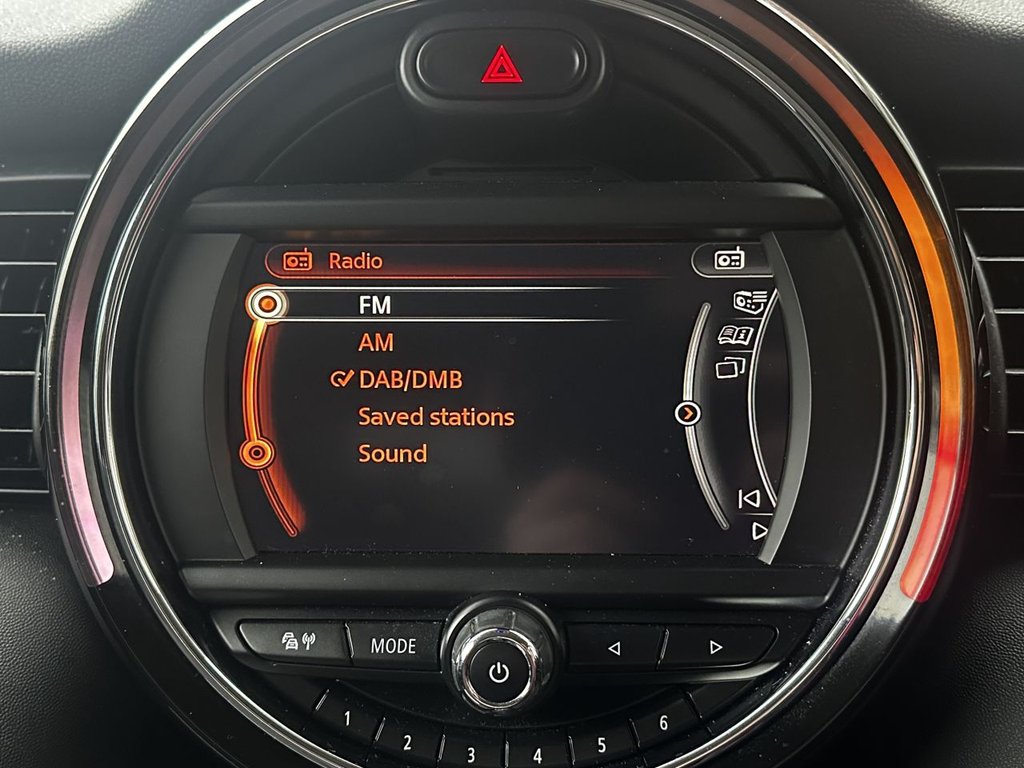 Radio
FM
AM
DAB/DMB
Saved stations
Sound
MODE
1
2
3
4
5
6